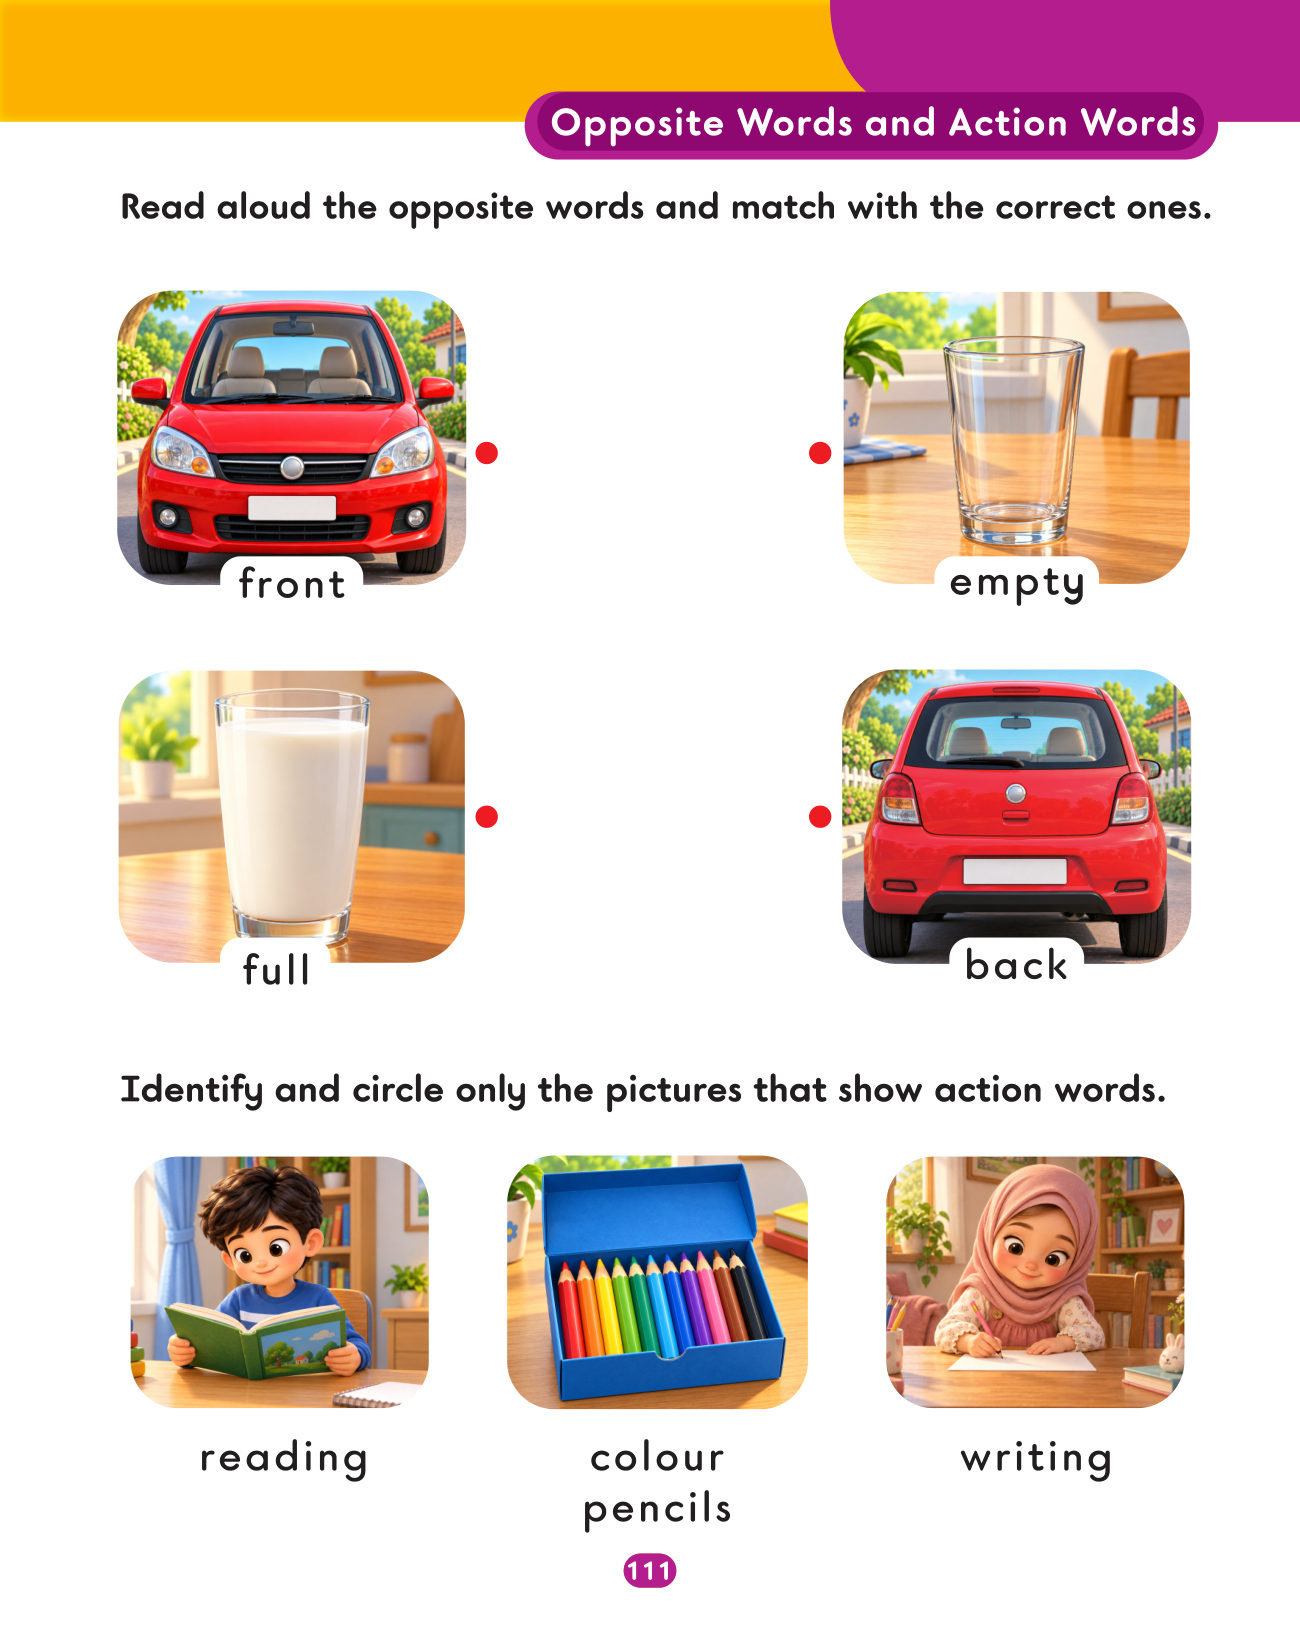 Opposite Words and Action Words
Read aloud the opposite words and match with the correct ones.
front
empty
full
back
Identify and circle only the pictures that show action words.
reading
colour
pencils
writing
111